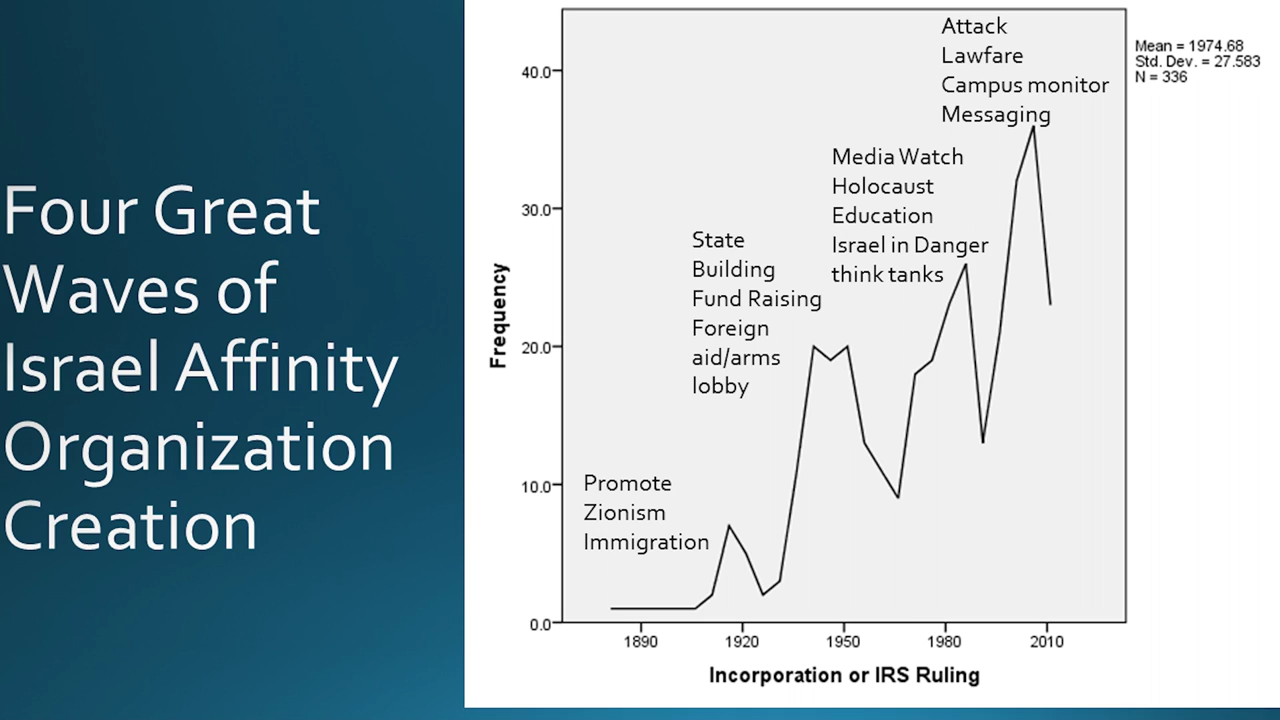 Four Great
Waves of
Israel Affinity
Organization
Creation
Attack
Lawfare
Campus monitor
Messaging
Mean = 1974.68
Std. Dev. = 27.583
N = 336
Media Watch
Holocaust
Education
Israel in Danger
think tanks
State
Building
Fund Raising
Foreign
aid/arms
lobby
Promote
Zionism
Immigration
Frequency
40.0
30.0
20.0
10.0
0.0
1890 1920 1950 1980 2010
Incorporation or IRS Ruling